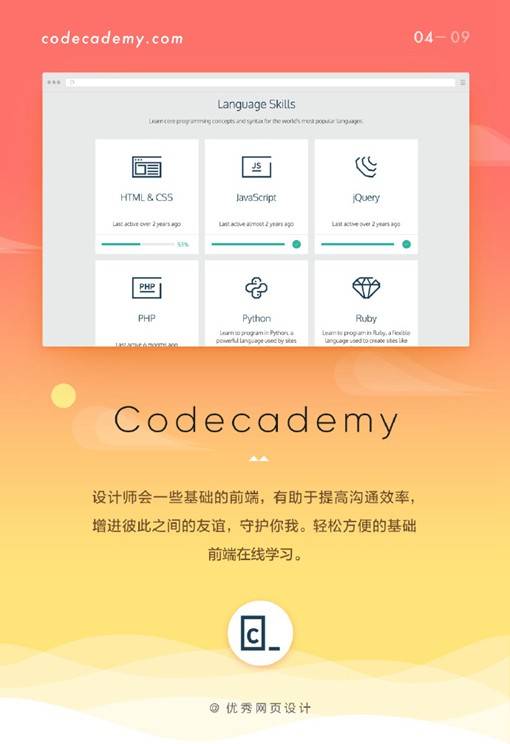 codecademy.com
04— 09
Language Skills
Learn core programming concepts and syntax for the world's most popular languages
HTML & CSS
JavaScript
jQuery
Last active over 2 years ago
Last active almost 2 years ago
Last active over 2 years ago
53%
PHP
Python
Ruby
Last active 6 months ago
Learn to program in Python, a
powerful language used by sites
Learn to program in Ruby, a flexible
language used to create sites like
Codecademy
设计师会一些基础的前端，有助于提高沟通效率，
增进彼此之间的友谊，守护你我。轻松方便的基础
前端在线学习。
C_
@ 优秀网页设计